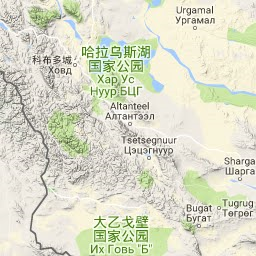 Urgamal
Ургамал
哈拉乌斯湖
国家公园
Хар Ус
Нуур БЦГ
科布多城
Ховд
Altanteel
Алтантээл
Tsetsegnuur
Цэцэгнуур
Sharga
Шарга
Bugat
Бугат
Tugrug
Төгрөг
大乙戈壁
国家公园
Их Говь "Б"